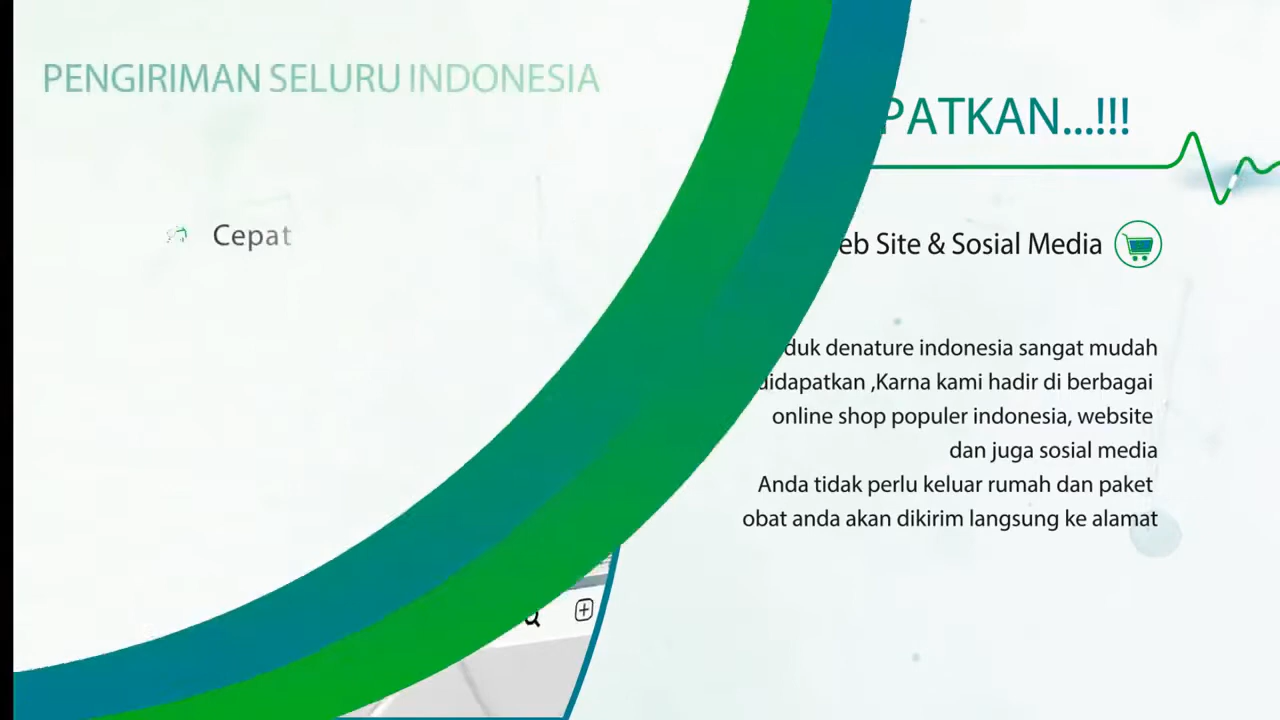 PENGIRIMAN SELURU INDONESIA
Cepat
PATKAN...!!!
eb Site & Sosial Media
duk denature indonesia sangat mudah
didapatkan ,Karna kami hadir di berbagai
online shop populer indonesia, website
dan juga sosial media
Anda tidak perlu keluar rumah dan paket
obat anda akan dikirim langsung ke alamat